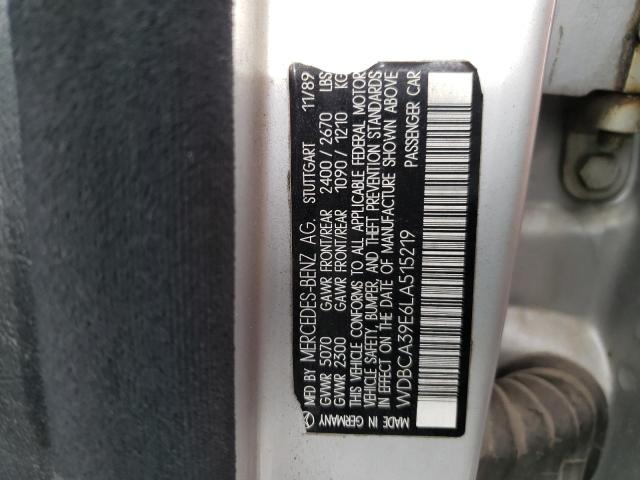 MFD BY MERCEDES-BENZ AG. STUTTGART 11/89
GVWR 5070 GAWR FRONT/REAR 2400/2670 LBS
GVWR 2300 GAWR FRONT/REAR 1090/1210 KG
THIS VEHICLE CONFORMS TO ALL APPLICABLE FEDERAL MOTOR
VEHICLE SAFETY, BUMPER, AND THEFT PREVENTION STANDARDS
IN EFFECT ON THE DATE OF MANUFACTURE SHOWN ABOVE
WDBCA39E6LA515219 PASSENGER CAR
MADE IN GERMANY